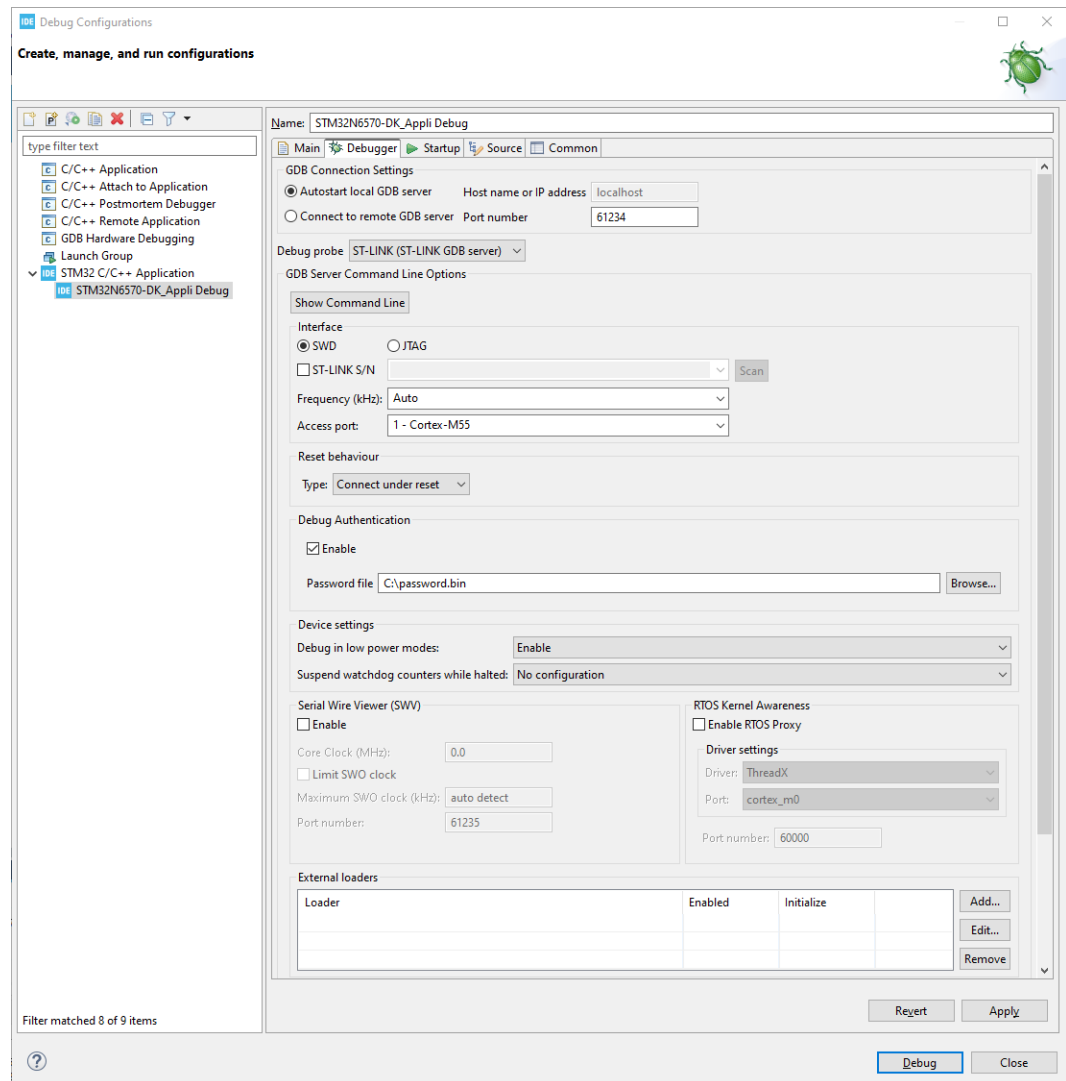 IDE Debug Configurations
Create, manage, and run configurations
type filter text
C/C++ Application
C/C++ Attach to Application
C/C++ Postmortem Debugger
C/C++ Remote Application
GDB Hardware Debugging
Launch Group
IDE STM32 C/C++ Application
IDE STM32N6570-DK_Appli Debug
Filter matched 8 of 9 items
Name: STM32N6570-DK_Appli Debug
Main Debugger Startup Source Common
GDB Connection Settings
Autostart local GDB server Host name or IP address localhost
Connect to remote GDB server Port number 61234
Debug probe ST-LINK (ST-LINK GDB server)
GDB Server Command Line Options
Show Command Line
Interface
SWD JTAG
ST-LINK S/N Scan
Frequency (kHz): Auto
Access port: 1 - Cortex-M55
Reset behaviour
Type: Connect under reset
Debug Authentication
Enable
Password file C:\password.bin Browse...
Device settings
Debug in low power modes: Enable
Suspend watchdog counters while halted: No configuration
Serial Wire Viewer (SWV)
Enable
Core Clock (MHz): 0.0
Limit SWO clock
Maximum SWO clock (kHz): auto detect
Port number: 61235
RTOS Kernel Awareness
Enable RTOS Proxy
Driver settings
Driver: ThreadX
Port: cortex_m0
Port number: 60000
External loaders
Loader Enabled Initialize
Add...
Edit...
Remove
Revert Apply
? Debug Close